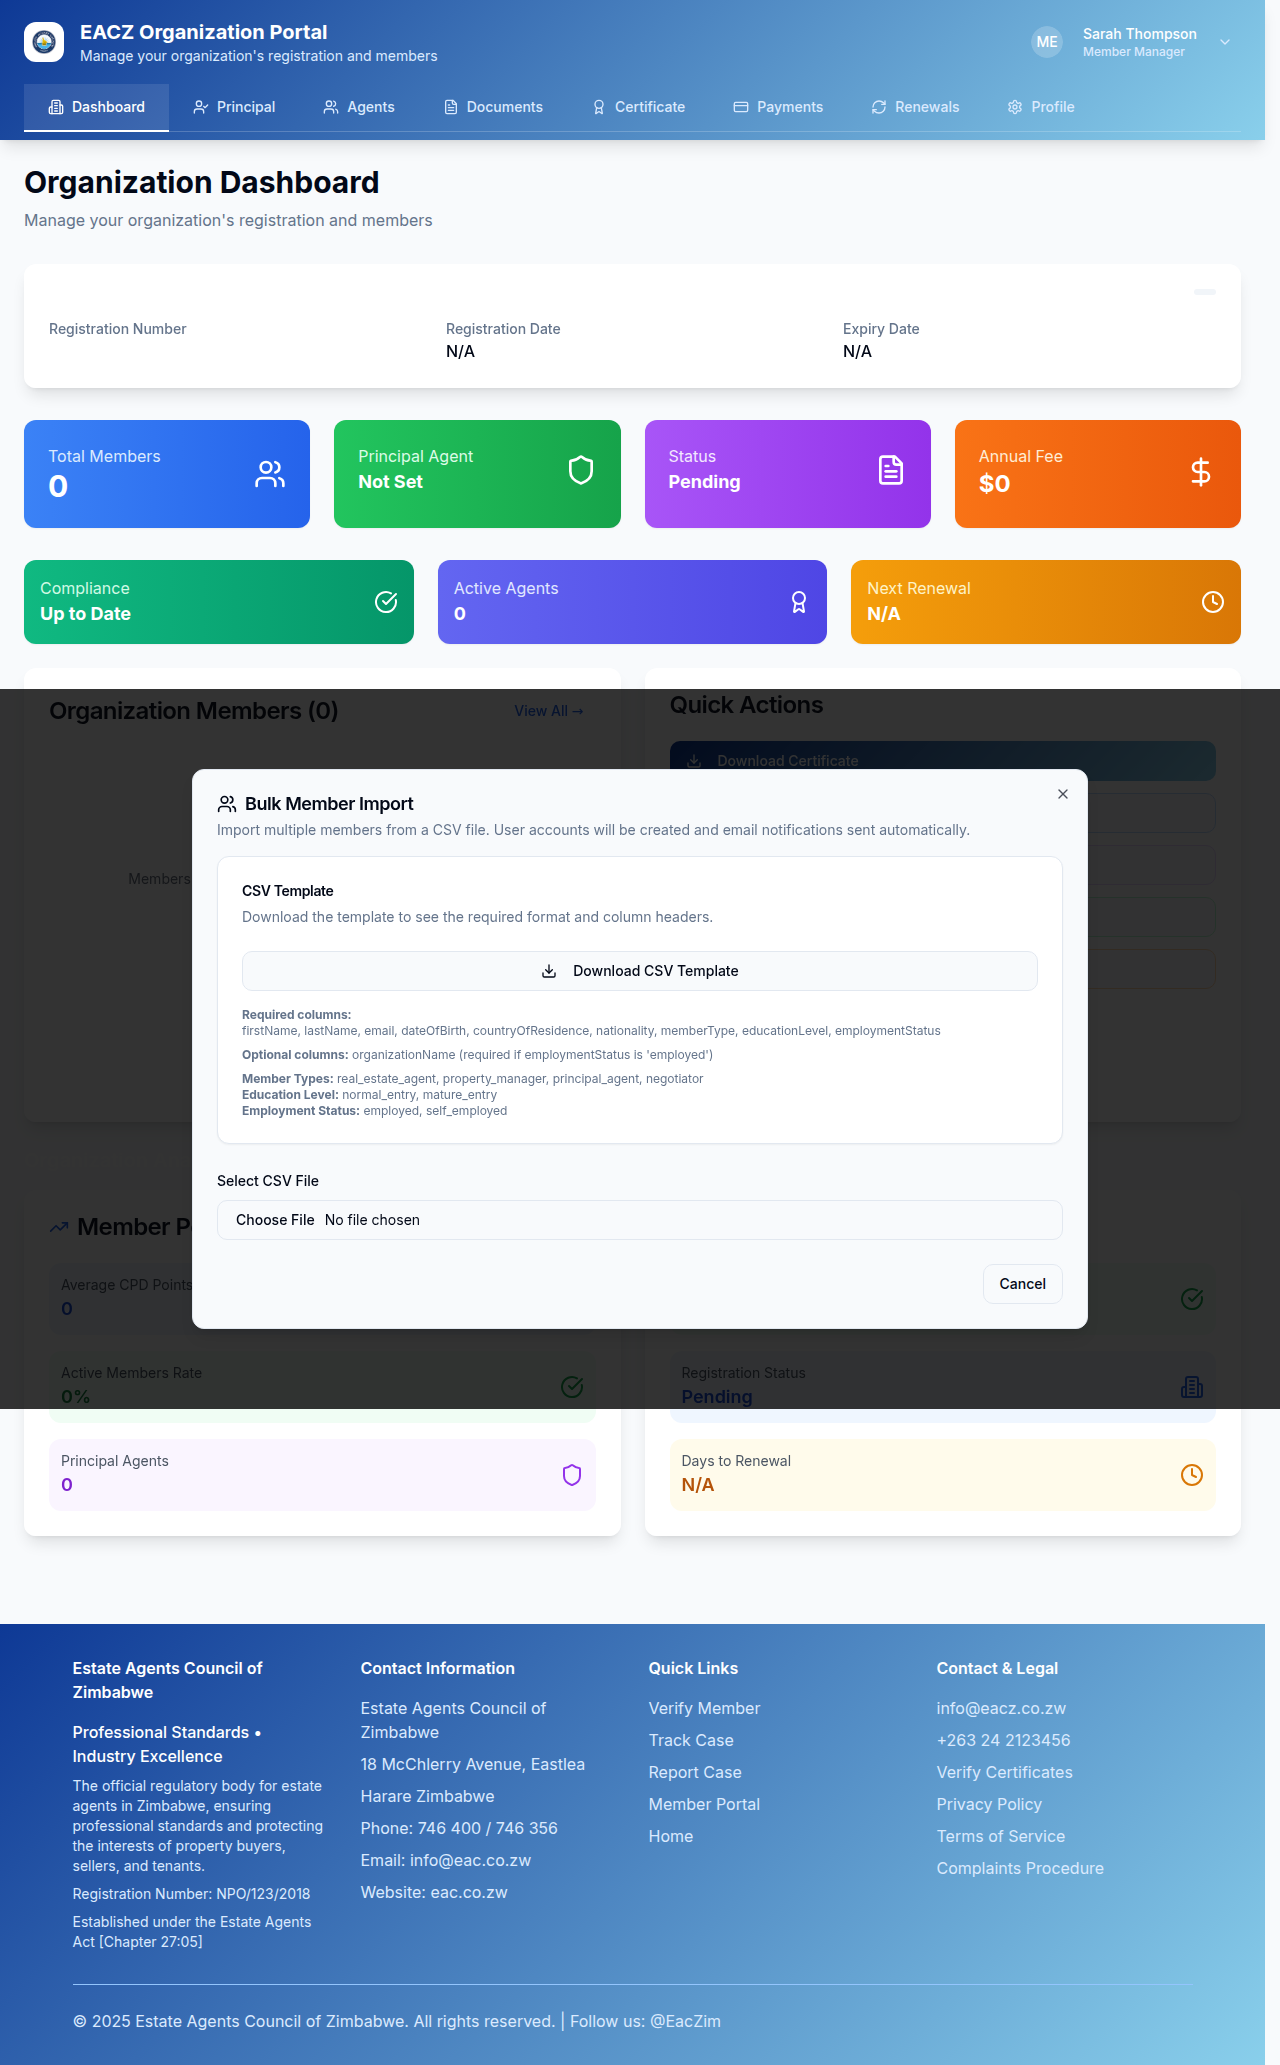 EACZ Organization Portal
Manage your organization's registration and members
ME
Sarah Thompson
Member Manager
Dashboard
Principal
Agents
Documents
Certificate
Payments
Renewals
Profile
Organization Dashboard
Manage your organization's registration and members
Registration Number
Registration Date
N/A
Expiry Date
N/A
Total Members
0
Principal Agent
Not Set
Status
Pending
Annual Fee
$0
Compliance
Up to Date
Active Agents
0
Next Renewal
N/A
Organization Members (0)
View All →
Quick Actions
Download Certificate
Members
Bulk Member Import
Import multiple members from a CSV file. User accounts will be created and email notifications sent automatically.
CSV Template
Download the template to see the required format and column headers.
Download CSV Template
Required columns:
firstName, lastName, email, dateOfBirth, countryOfResidence, nationality, memberType, educationLevel, employmentStatus
Optional columns: organizationName (required if employmentStatus is 'employed')
Member Types: real_estate_agent, property_manager, principal_agent, negotiator
Education Level: normal_entry, mature_entry
Employment Status: employed, self_employed
Select CSV File
Choose File No file chosen
Cancel
Member P
Average CPD Points
0
Active Members Rate
0%
Registration Status
Pending
Principal Agents
0
Days to Renewal
N/A
Estate Agents Council of
Zimbabwe
Professional Standards •
Industry Excellence
The official regulatory body for estate
agents in Zimbabwe, ensuring
professional standards and protecting
the interests of property buyers,
sellers, and tenants.
Registration Number: NPO/123/2018
Established under the Estate Agents
Act [Chapter 27:05]
Contact Information
Estate Agents Council of
Zimbabwe
18 McChlerry Avenue, Eastlea
Harare Zimbabwe
Phone: 746 400 / 746 356
Email: info@eac.co.zw
Website: eac.co.zw
Quick Links
Verify Member
Track Case
Report Case
Member Portal
Home
Contact & Legal
info@eacz.co.zw
+263 24 2123456
Verify Certificates
Privacy Policy
Terms of Service
Complaints Procedure
© 2025 Estate Agents Council of Zimbabwe. All rights reserved. | Follow us: @EacZim